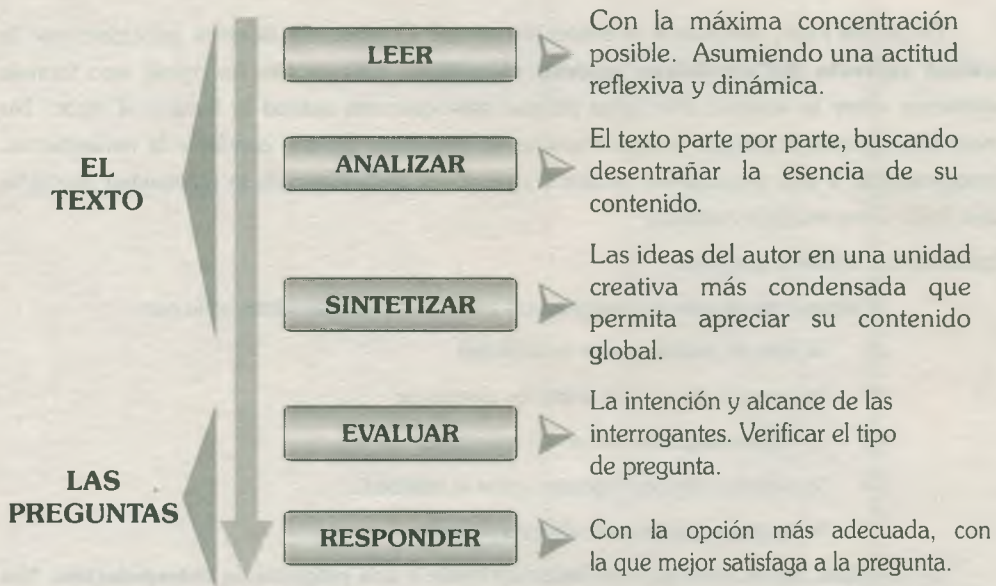 LEER
Con la máxima concentración
posible. Asumiendo una actitud
reflexiva y dinámica.
EL
TEXTO
ANALIZAR
El texto parte por parte, buscando
desentrañar la esencia de su
contenido.
SINTETIZAR
Las ideas del autor en una unidad
creativa más condensada que
permita apreciar su contenido
global.
LAS
PREGUNTAS
EVALUAR
La intención y alcance de las
interrogantes. Verificar el tipo
de pregunta.
RESPONDER
Con la opción más adecuada, con
la que mejor satisfaga a la pregunta.